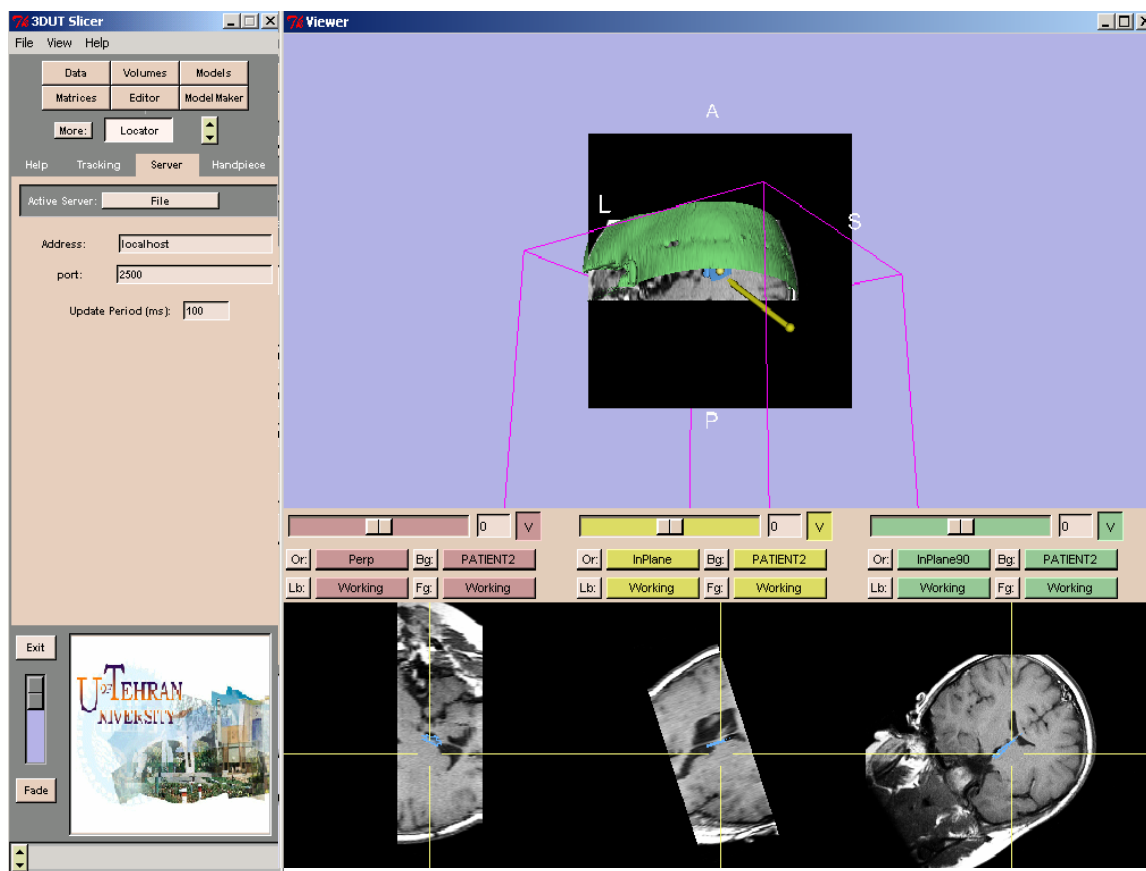 3DUT Slicer
File View Help
Data Volumes Models
Matrices Editor Model Maker
More: Locator
Help Tracking Server Handpiece
Active Server: File
Address: localhost
port: 2500
Update Period (ms): 100
Exit
Fade
U OF TEHRAN
NIVERSITY
Viewer
A
L
S
P
0 V 0 V 0 V
Or: Perp Bg: PATIENT2 Or: InPlane Bg: PATIENT2 Or: InPlane90 Bg: PATIENT2
Lb: Working Fg: Working Lb: Working Fg: Working Lb: Working Fg: Working